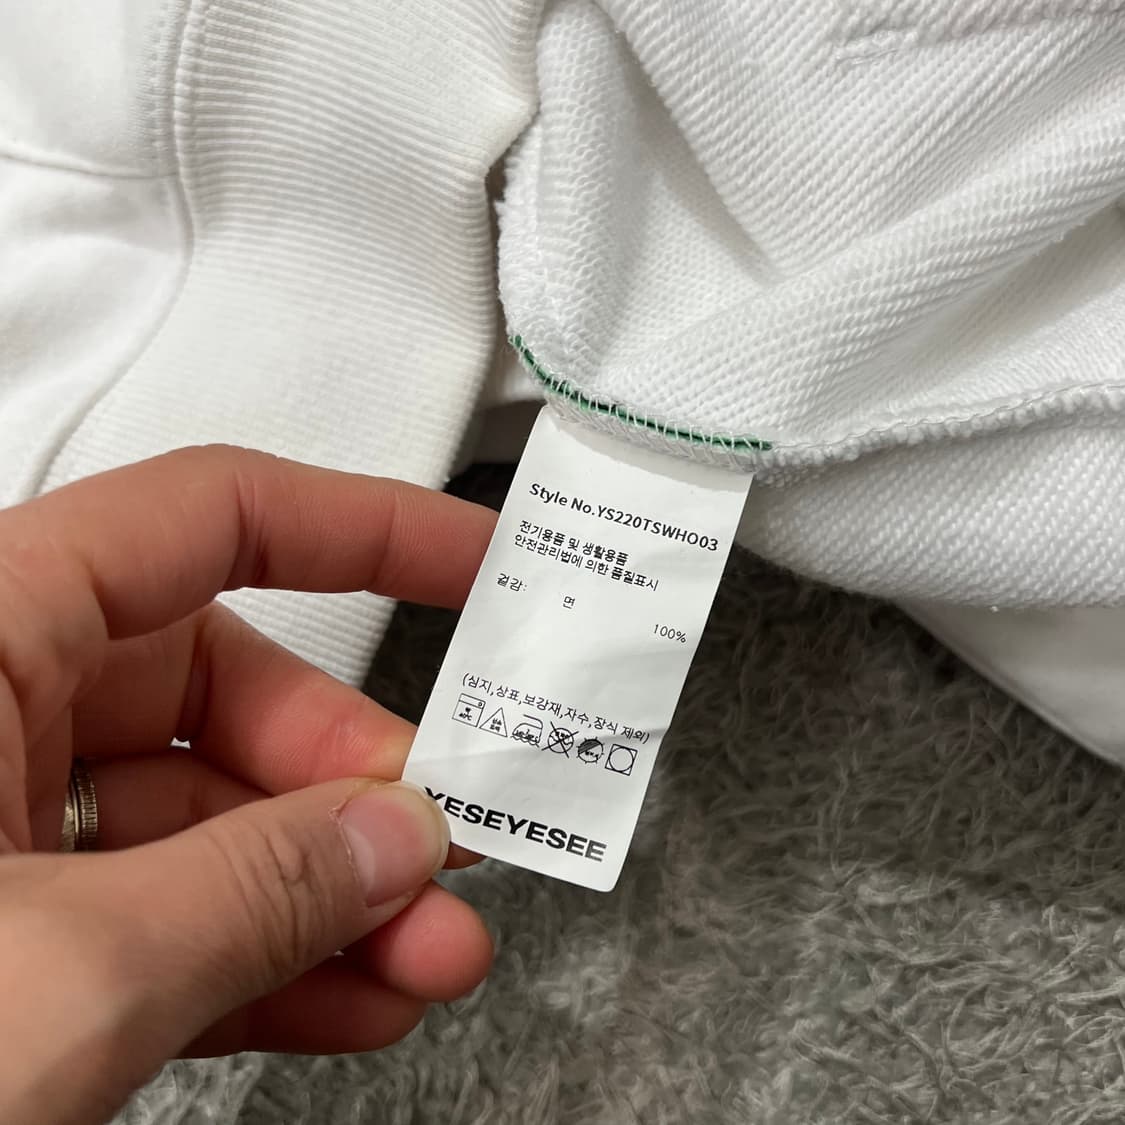 Style No.YS220TSWHO03
전기용품 및 생활용품
안전관리법에 의한 품질표시
겉감: 면 100%
(심지,상표,보강재,자수,장식 제외)
YESEYESEE